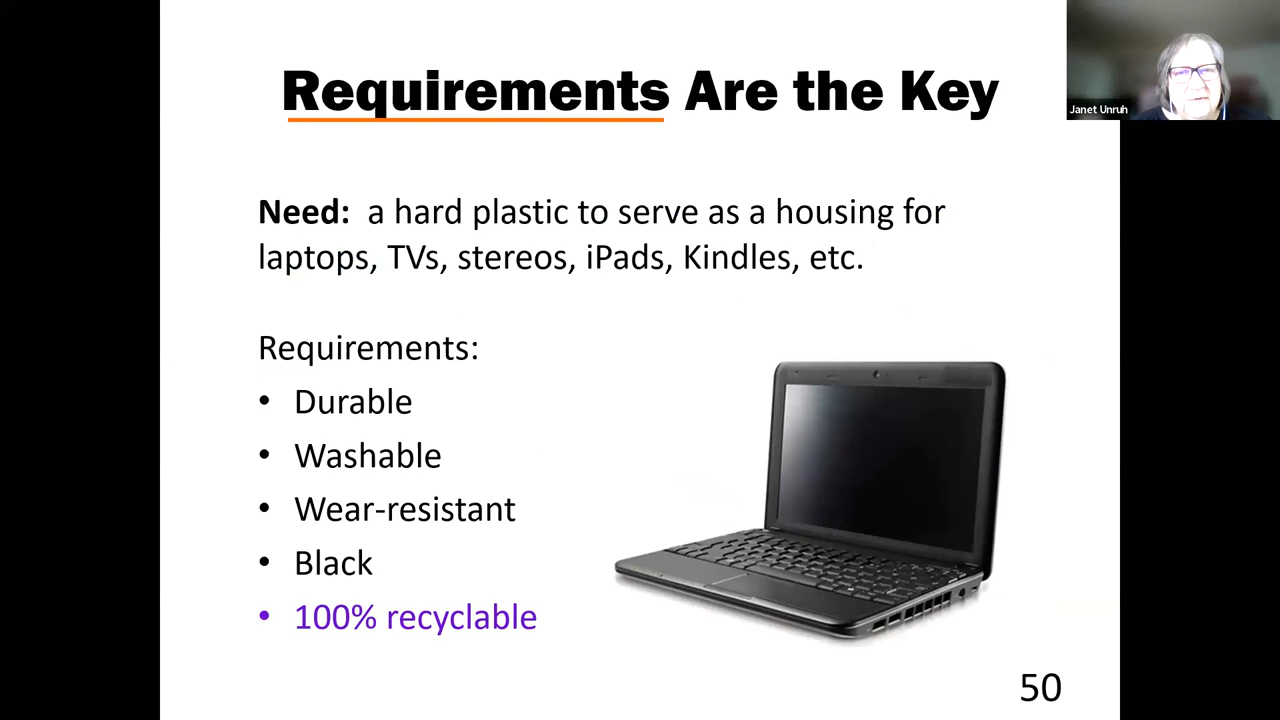 Requirements Are the Key
Janet Unruh
Need: a hard plastic to serve as a housing for
laptops, TVs, stereos, iPads, Kindles, etc.
Requirements:
• Durable
• Washable
• Wear-resistant
• Black
• 100% recyclable
50